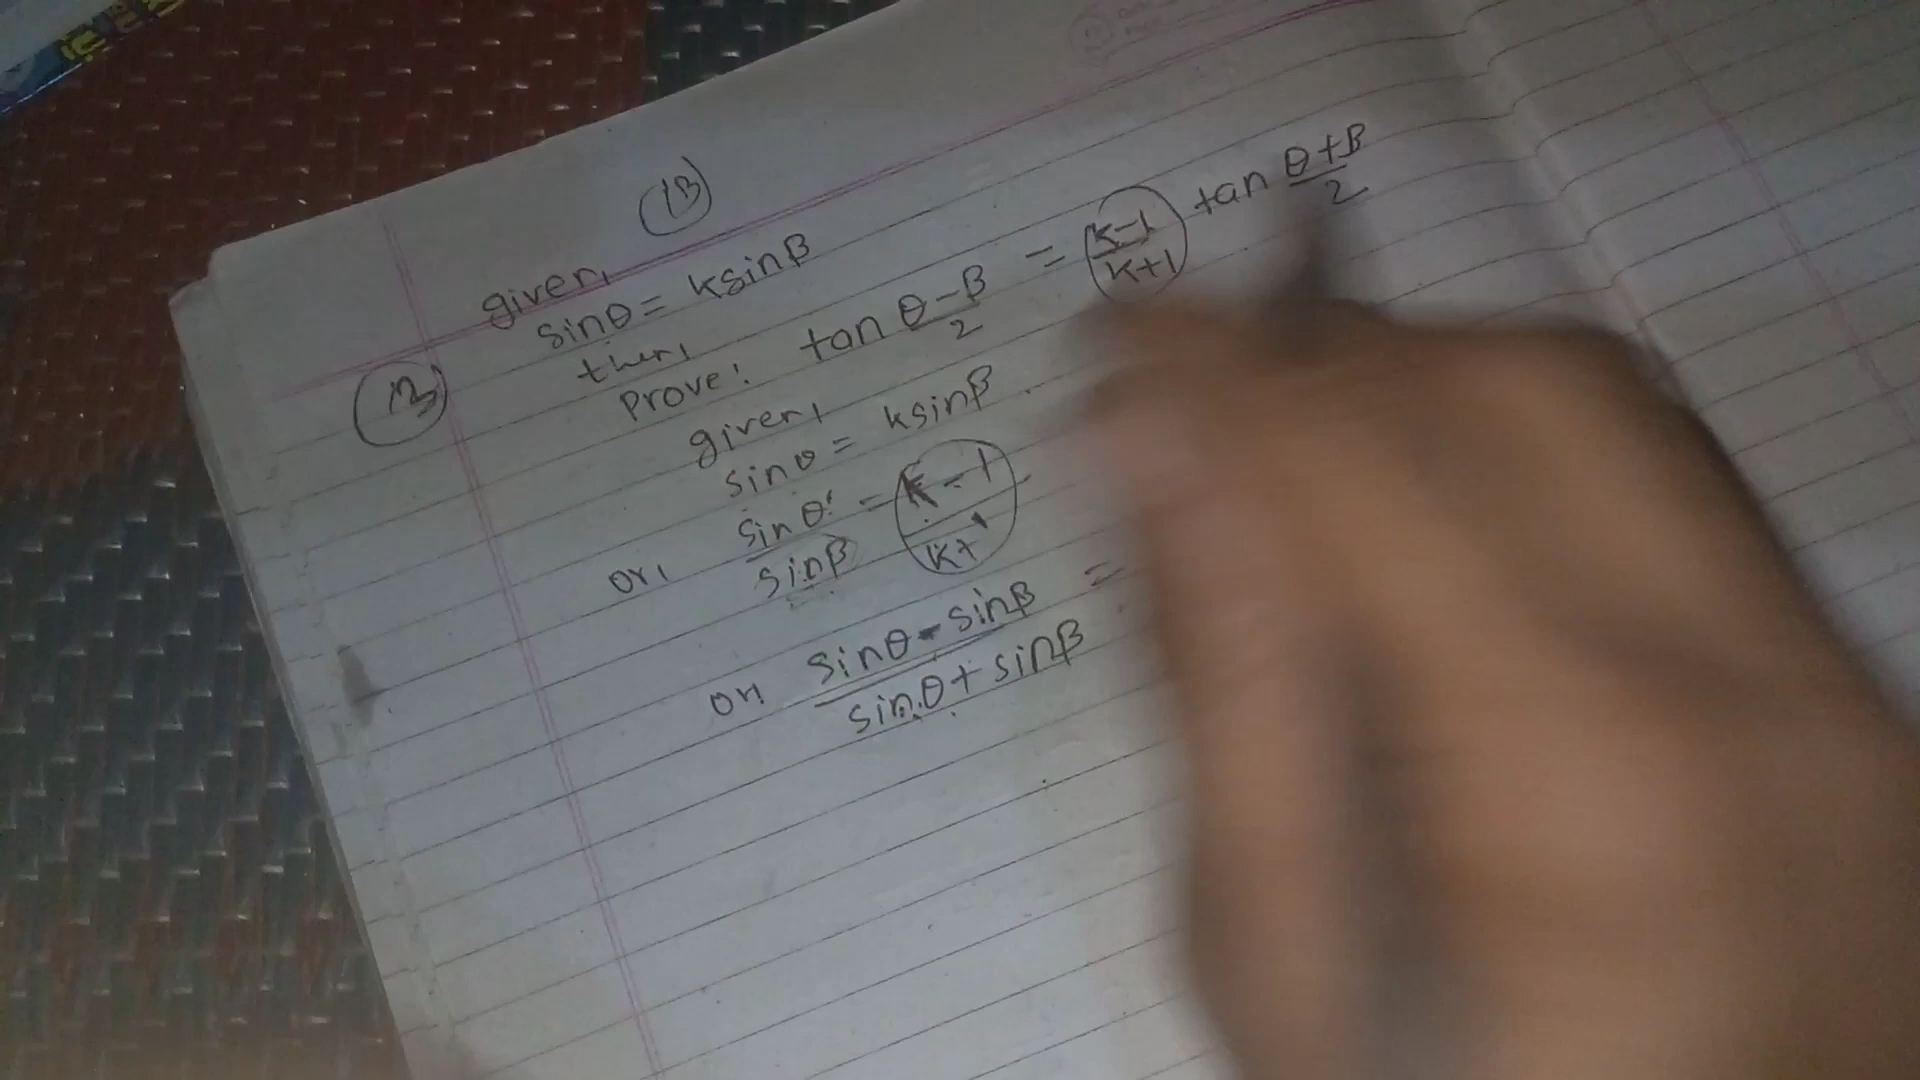 (13)
given,
sinθ = ksinβ
then,
(13)
Prove: tan θ-β/2 = (k-1/k+1) tan θ+β/2
given,
sinθ = ksinβ
or, sinθ/sinβ = k-1/k+1
or, sinθ - sinβ/sinθ + sinβ =